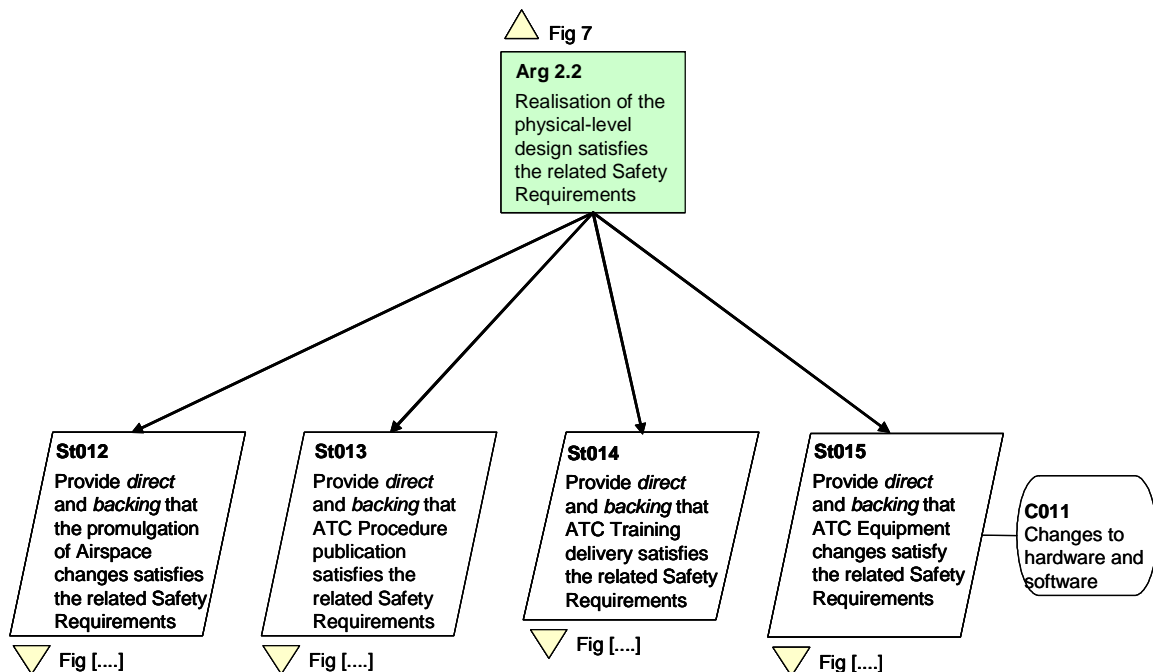 Fig 7
Arg 2.2
Realisation of the
physical-level
design satisfies
the related Safety
Requirements
St012
Provide direct
and backing that
the promulgation
of Airspace
changes satisfies
the related Safety
Requirements
Fig [....]
St013
Provide direct
and backing that
ATC Procedure
publication
satisfies the
related Safety
Requirements
Fig [....]
St014
Provide direct
and backing that
ATC Training
delivery satisfies
the related Safety
Requirements
Fig [....]
St015
Provide direct
and backing that
ATC Equipment
changes satisfy
the related Safety
Requirements
Fig [....]
C011
Changes to
hardware and
software